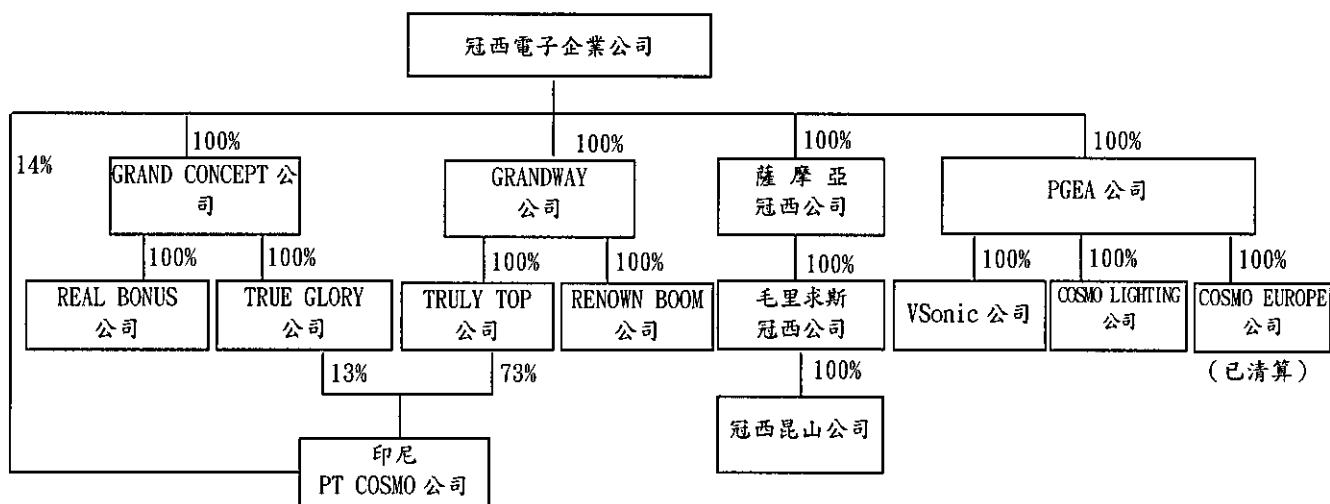 冠西電子企業公司
14%
100%
100%
100%
100%
GRAND CONCEPT 公
司
GRANDWAY
公司
薩摩亞
冠西公司
PGEA 公司
100%
100%
100%
100%
100%
100%
100%
100%
REAL BONUS
公司
TRUE GLORY
公司
TRULY TOP
公司
RENOWN BOOM
公司
毛里求斯
冠西公司
VSonic 公司
COSMO LIGHTING
公司
COSMO EUROPE
公司
(已清算)
13%
73%
100%
冠西昆山公司
印尼
PT COSMO 公司